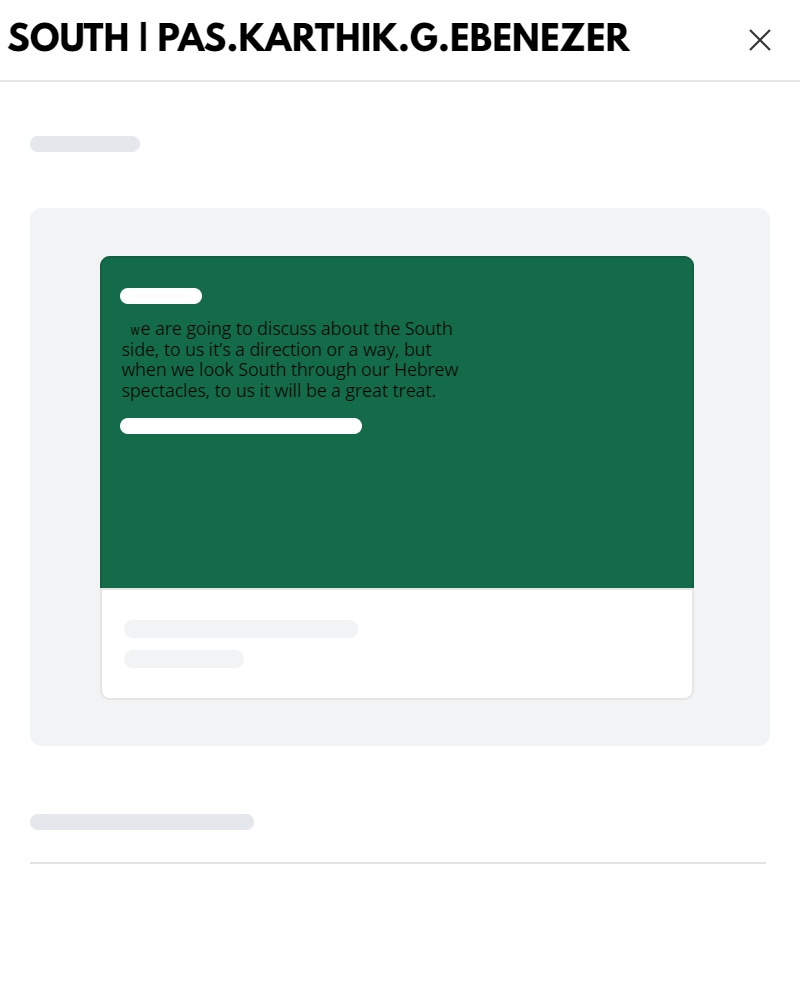 SOUTH | PAS.KARTHIK.G.EBENEZER
we are going to discuss about the South
side, to us it’s a direction or a way, but
when we look South through our Hebrew
spectacles, to us it will be a great treat.